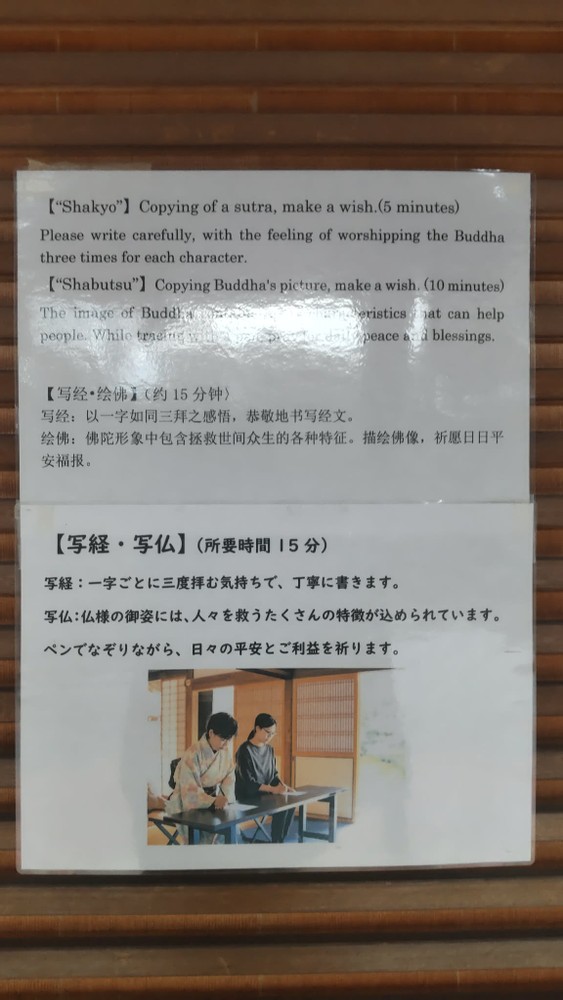 【“Shakyo”】Copying of a sutra, make a wish.(5 minutes)
Please write carefully, with the feeling of worshipping the Buddha
three times for each character.
【“Shabutsu”】Copying Buddha's picture, make a wish. (10 minutes)
The image of Buddha characteristics that can help
people. While tracing peace and blessings.
【写经•绘佛】（约 15 分钟）
写经：以一字如同三拜之感悟，恭敬地书写经文。
绘佛：佛陀形象中包含拯救世间众生的各种特征。描绘佛像，祈愿日日平
安福报。
【写経・写仏】（所要時間 15 分）
写経：一字ごとに三度拝む気持ちで、丁寧に書きます。
写仏：仏様の御姿には、人々を救うたくさんの特徴が込められています。
ペンでなぞりながら、日々の平安とご利益を祈ります。